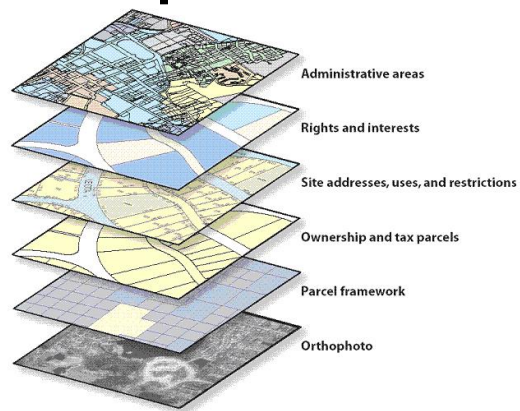 Administrative areas
Rights and interests
Site addresses, uses, and restrictions
Ownership and tax parcels
Parcel framework
Orthophoto